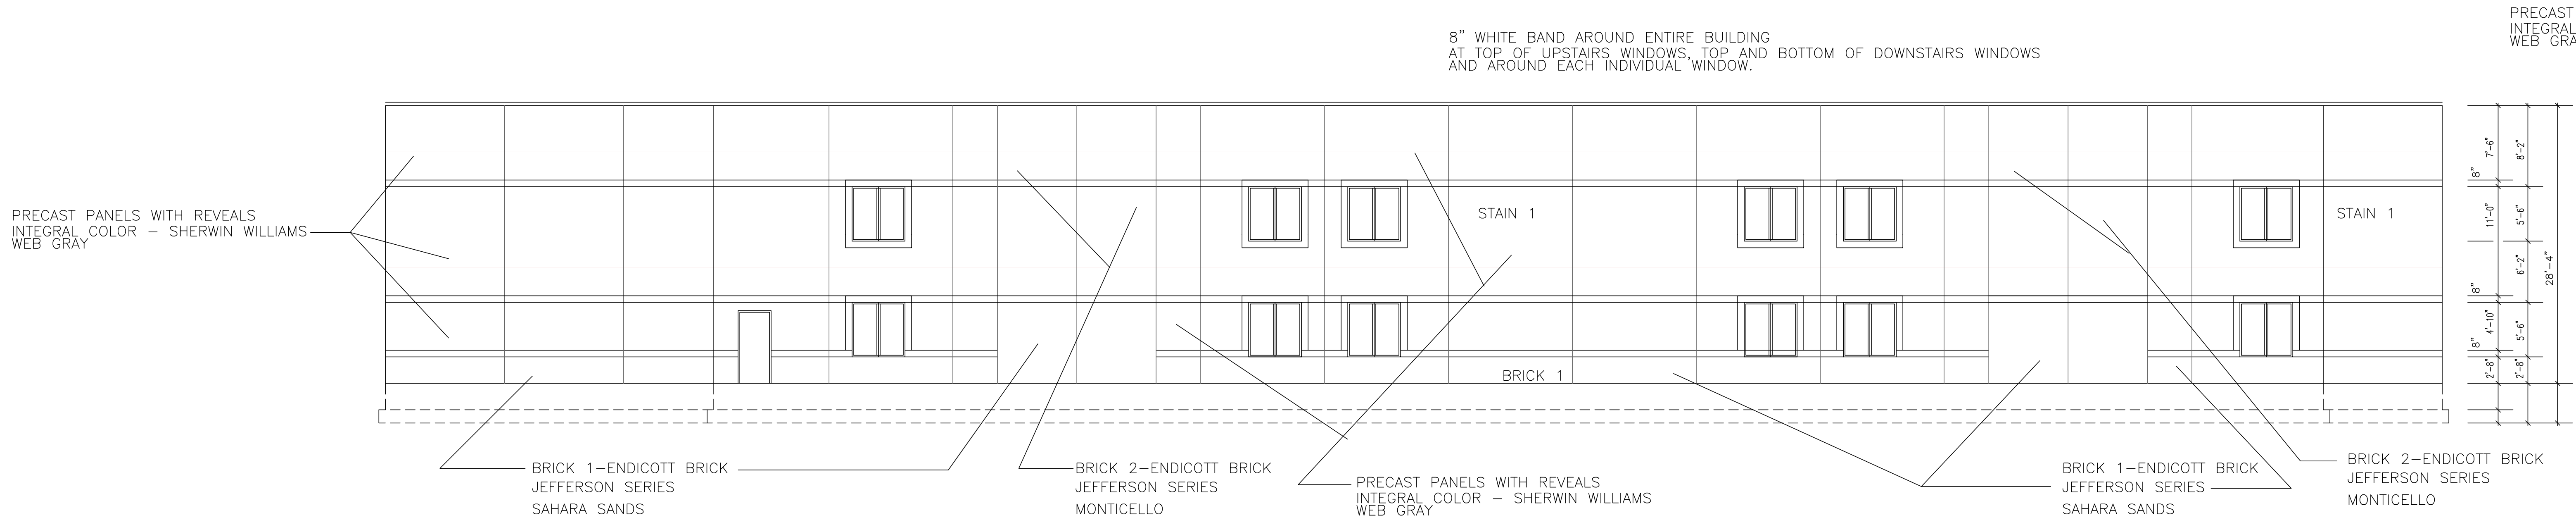 PRECAST
INTEGRAL
WEB GRA
8” WHITE BAND AROUND ENTIRE BUILDING
AT TOP OF UPSTAIRS WINDOWS, TOP AND BOTTOM OF DOWNSTAIRS WINDOWS
AND AROUND EACH INDIVIDUAL WINDOW.
PRECAST PANELS WITH REVEALS
INTEGRAL COLOR – SHERWIN WILLIAMS
WEB GRAY
STAIN 1
STAIN 1
BRICK 1
8"
7'-6"
8'-2"
11'-0"
5'-6"
6'-2"
28'-4"
8"
4'-10"
5'-6"
8"
2'-8"
2'-8"
BRICK 1–ENDICOTT BRICK
JEFFERSON SERIES
SAHARA SANDS
BRICK 2–ENDICOTT BRICK
JEFFERSON SERIES
MONTICELLO
PRECAST PANELS WITH REVEALS
INTEGRAL COLOR – SHERWIN WILLIAMS
WEB GRAY
BRICK 1–ENDICOTT BRICK
JEFFERSON SERIES
SAHARA SANDS
BRICK 2–ENDICOTT BRICK
JEFFERSON SERIES
MONTICELLO